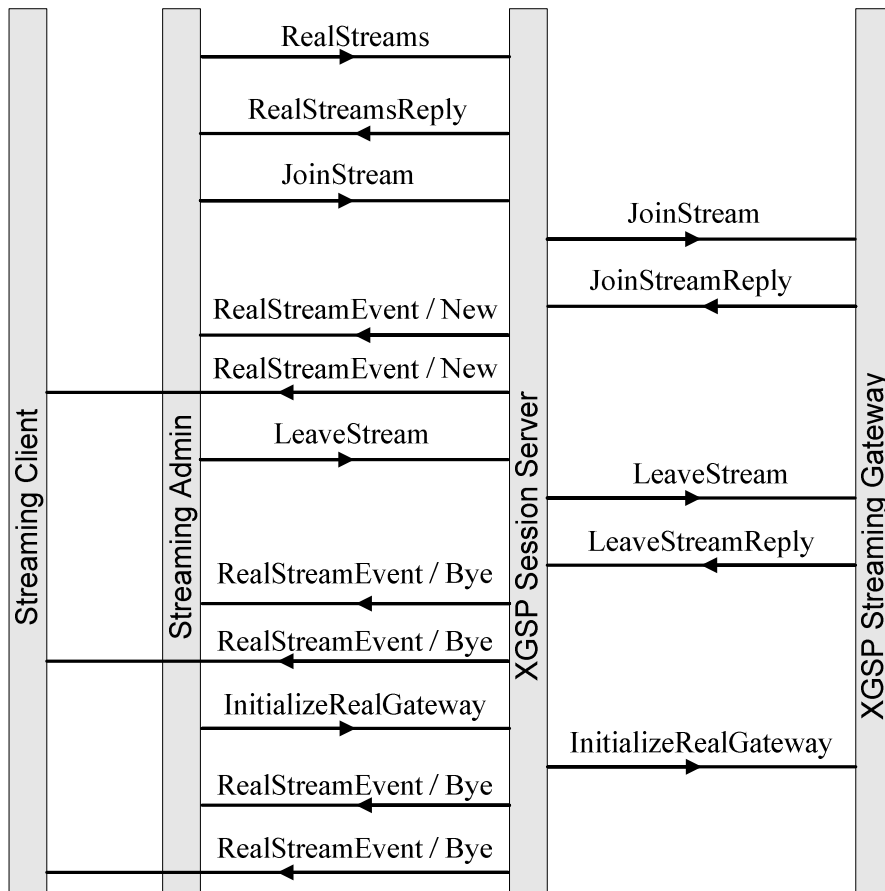 RealStreams
RealStreamsReply
JoinStream
JoinStream
JoinStreamReply
RealStreamEvent / New
RealStreamEvent / New
LeaveStream
LeaveStream
LeaveStreamReply
RealStreamEvent / Bye
RealStreamEvent / Bye
InitializeRealGateway
InitializeRealGateway
RealStreamEvent / Bye
RealStreamEvent / Bye
Streaming Client
Streaming Admin
XGSP Session Server
XGSP Streaming Gateway